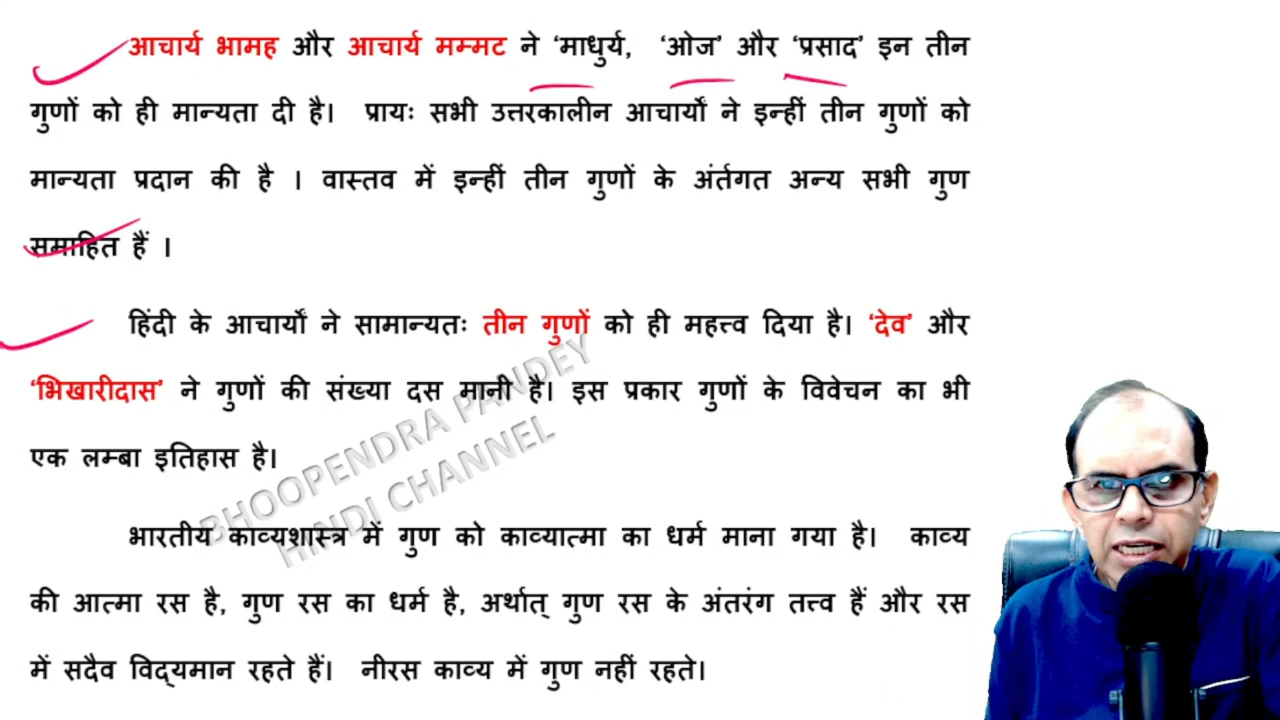 आचार्य भामह और आचार्य मम्मट ने ‘माधुर्य, ‘ओज’ और ‘प्रसाद’ इन तीन
गुणों को ही मान्यता दी है। प्रायः सभी उत्तरकालीन आचार्यों ने इन्हीं तीन गुणों को
मान्यता प्रदान की है । वास्तव में इन्हीं तीन गुणों के अंर्तगत अन्य सभी गुण
समाहित हैं ।
हिंदी के आचार्यों ने सामान्यतः तीन गुणों को ही महत्त्व दिया है। ‘देव’ और
‘भिखारीदास’ ने गुणों की संख्या दस मानी है। इस प्रकार गुणों के विवेचन का भी
एक लम्बा इतिहास है।
BHOOPENDRA PANDEY
HINDI CHANNEL
भारतीय काव्यशास्त्र में गुण को काव्यात्मा का धर्म माना गया है। काव्य
की आत्मा रस है, गुण रस का धर्म है, अर्थात् गुण रस के अंतरंग तत्त्व हैं और रस
में सदैव विद्‌यमान रहते हैं। नीरस काव्य में गुण नहीं रहते।